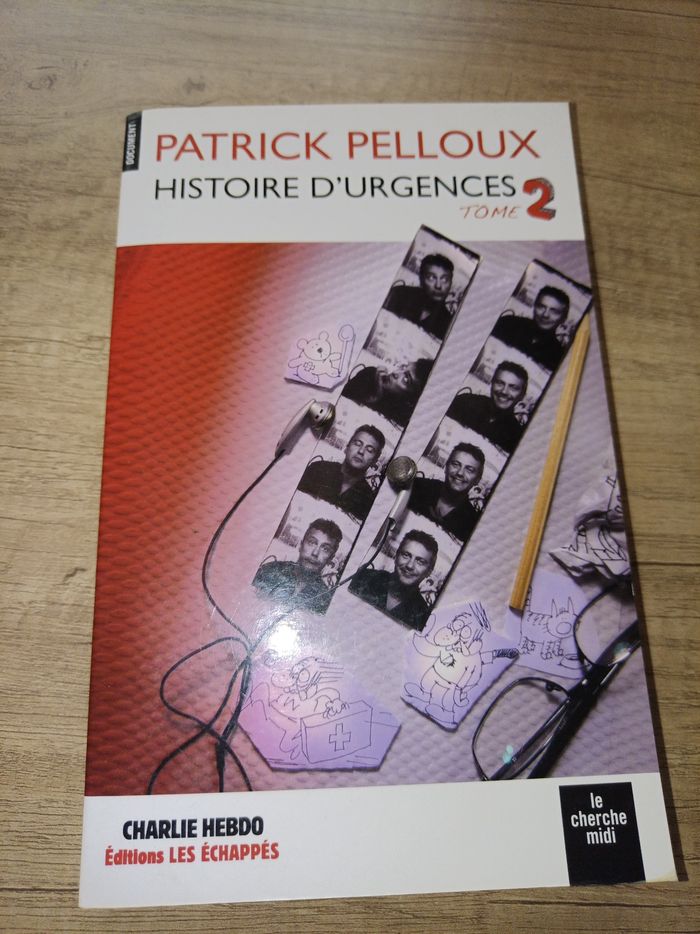 DOCUMENT
PATRICK PELLOUX
HISTOIRE D'URGENCES
TOME 2
CHARLIE HEBDO
Éditions LES ÉCHAPPÉS
le
cherche
midi